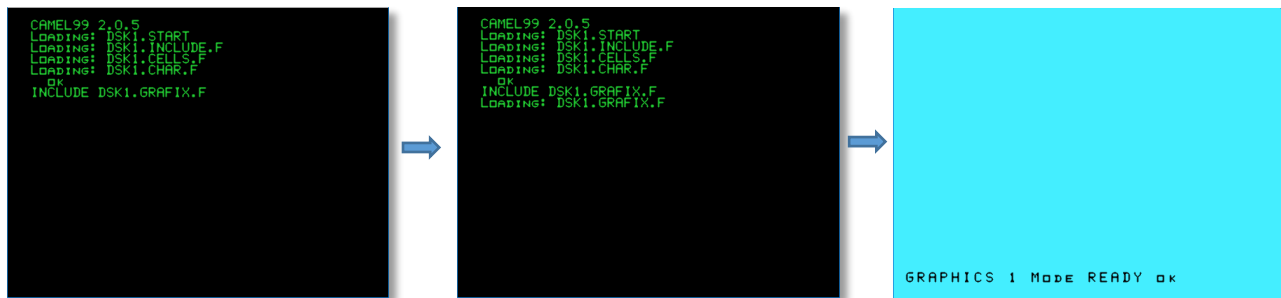 CAMEL99 2.0.5
Loading: DSK1.START
Loading: DSK1.INCLUDE.F
Loading: DSK1.CELLS.F
Loading: DSK1.CHAR.F
ok
INCLUDE DSK1.GRAFIX.F
CAMEL99 2.0.5
Loading: DSK1.START
Loading: DSK1.INCLUDE.F
Loading: DSK1.CELLS.F
Loading: DSK1.CHAR.F
ok
INCLUDE DSK1.GRAFIX.F
Loading: DSK1.GRAFIX.F
GRAPHICS 1 Mode READY ok